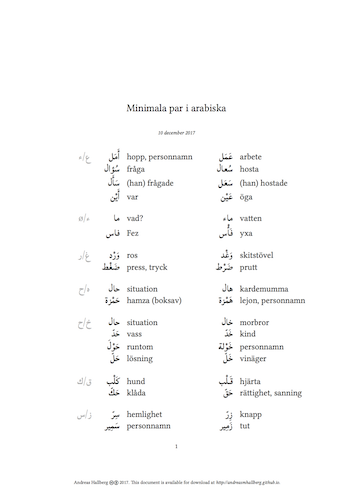 Minimala par i arabiska
10 december 2017
ع/ء أَمَل hopp, personnamn عَمَل arbete
سُؤال fråga سُعال hosta
سَأَل (han) frågade سَعَل (han) hostade
أَيْن var عَيْن öga
ø/ء ما vad? ماء vatten
فاس Fez فَأْس yxa
غ/ر وَرْد ros وَغْد skitstövel
ضَغْط press, tryck ضَرْط prutt
ح/ه حال situation هال kardemumma
حَمْزة hamza (boksav) هَمْزة lejon, personnamn
خ/ح حال situation خال morbror
حَدّ vass خَدّ kind
حَوْلَ runtom خَوْلة personnamn
حَلّ lösning خَلّ vinäger
ق/ك كَلْب hund قَلْب hjärta
حَكّ klåda حَقّ rättighet, sanning
ز/س سِرّ hemlighet زِرّ knapp
سَمير personnamn زَمير tut
1
Andreas Hallberg 2017. This document is available for download at http://andreasmhallberg.github.io.